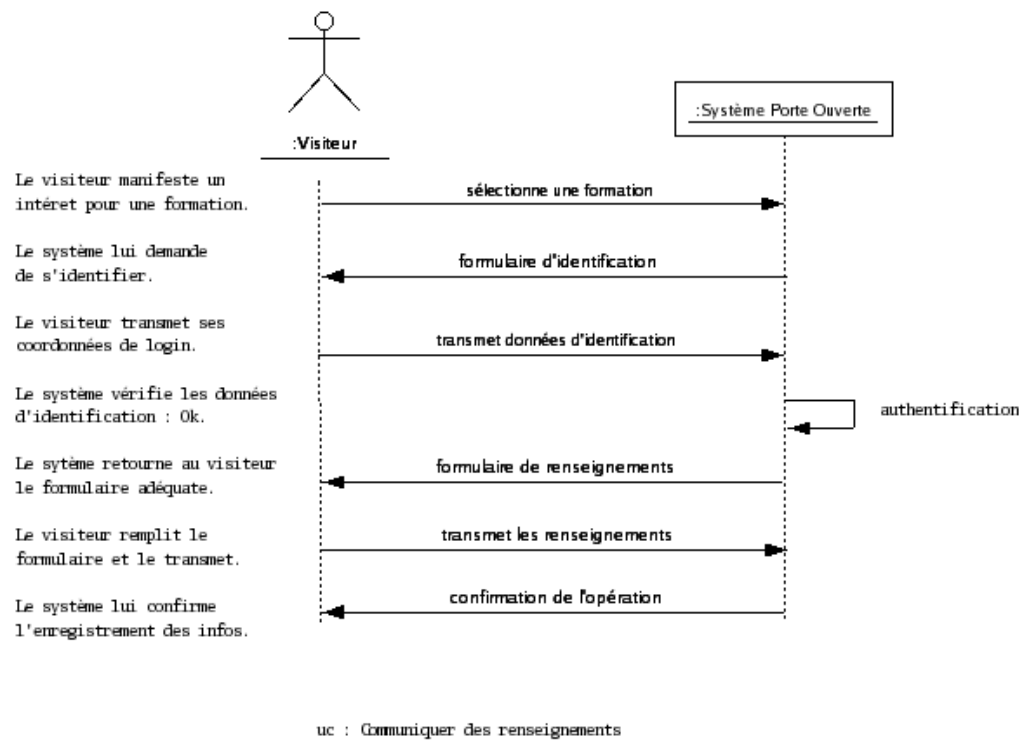 :Système Porte Ouverte
:Visiteur
Le visiteur manifeste un
intéret pour une formation.
sélectionne une formation
Le système lui demande
de s'identifier.
formulaire d'identification
Le visiteur transmet ses
coordonnées de login.
transmet données d'identification
Le système vérifie les données
d'identification : Ok.
authentification
Le sytème retourne au visiteur
le formulaire adéquate.
formulaire de renseignements
Le visiteur remplit le
formulaire et le transmet.
transmet les renseignements
Le système lui confirme
l'enregistrement des infos.
confirmation de l'opération
uc : Communiquer des renseignements